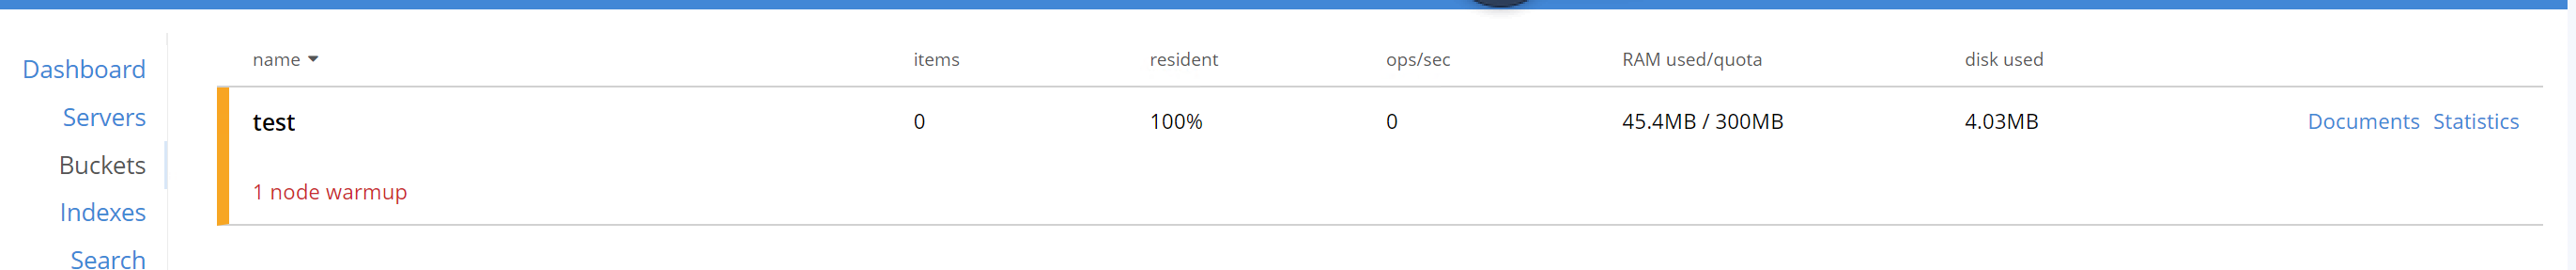 Dashboard
Servers
Buckets
Indexes
Search
name items resident ops/sec RAM used/quota disk used
test 0 100% 0 45.4MB / 300MB 4.03MB Documents Statistics
1 node warmup